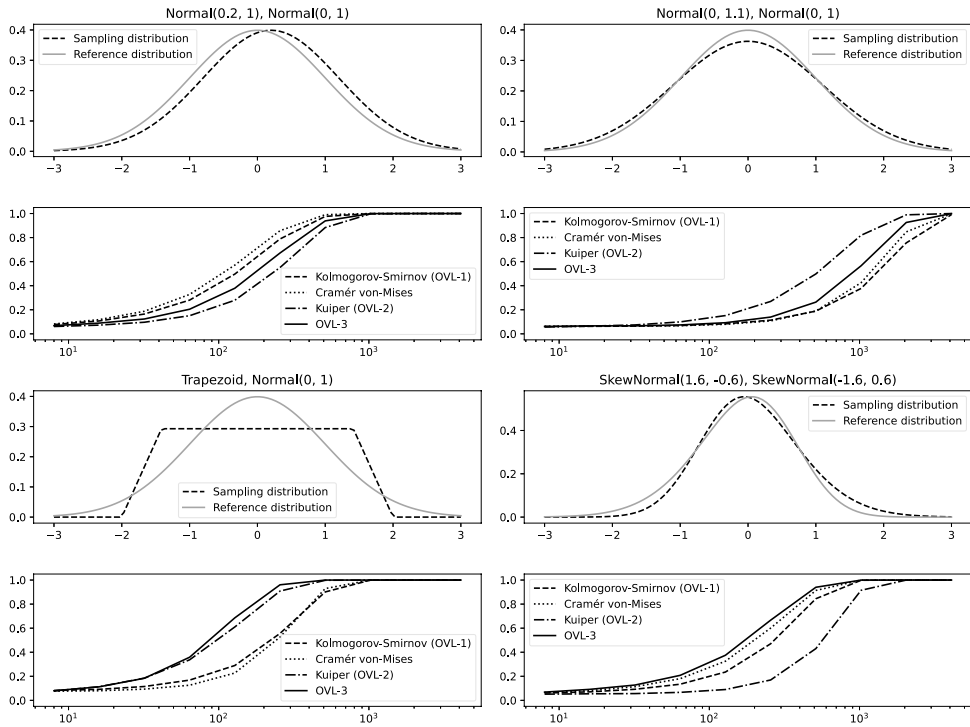 Normal(0.2, 1), Normal(0, 1)
0.4
0.3
0.2
0.1
0.0
Sampling distribution
Reference distribution
−3 −2 −1 0 1 2 3
1.0
0.8
0.6
0.4
0.2
0.0
Kolmogorov-Smirnov (OVL-1)
Cramér von-Mises
Kuiper (OVL-2)
OVL-3
10¹ 10² 10³
Normal(0, 1.1), Normal(0, 1)
0.4
0.3
0.2
0.1
0.0
Sampling distribution
Reference distribution
−3 −2 −1 0 1 2 3
1.0
0.8
0.6
0.4
0.2
0.0
Kolmogorov-Smirnov (OVL-1)
Cramér von-Mises
Kuiper (OVL-2)
OVL-3
10¹ 10² 10³
Trapezoid, Normal(0, 1)
0.4
0.3
0.2
0.1
0.0
Sampling distribution
Reference distribution
−3 −2 −1 0 1 2 3
1.0
0.8
0.6
0.4
0.2
0.0
Kolmogorov-Smirnov (OVL-1)
Cramér von-Mises
Kuiper (OVL-2)
OVL-3
10¹ 10² 10³
SkewNormal(1.6, -0.6), SkewNormal(-1.6, 0.6)
0.4
0.2
0.0
Sampling distribution
Reference distribution
−3 −2 −1 0 1 2 3
1.0
0.8
0.6
0.4
0.2
0.0
Kolmogorov-Smirnov (OVL-1)
Cramér von-Mises
Kuiper (OVL-2)
OVL-3
10¹ 10² 10³